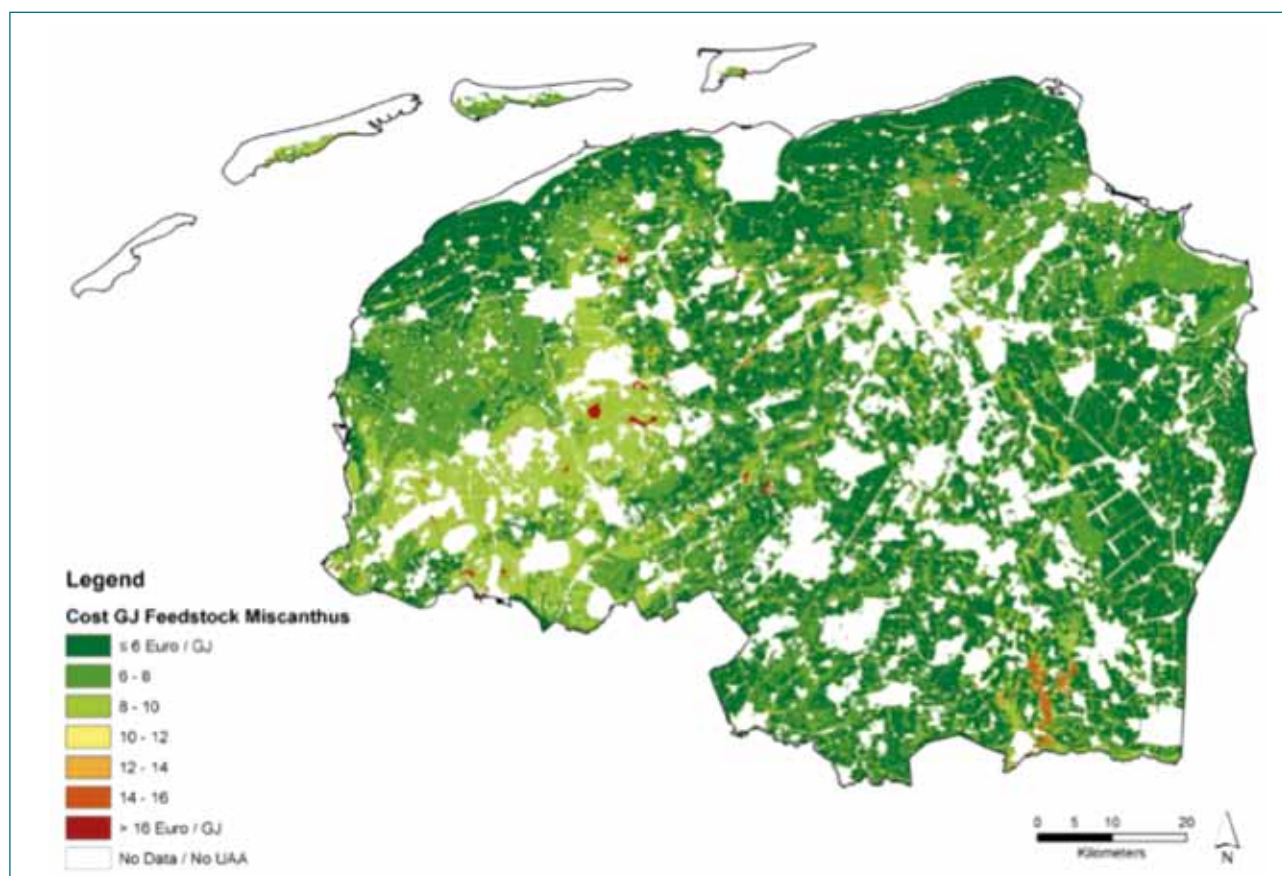 Legend
Cost GJ Feedstock Miscanthus
≤ 6 Euro / GJ
6 - 8
8 - 10
10 - 12
12 - 14
14 - 16
> 16 Euro / GJ
No Data / No UAA
0 5 10 20
Kilometers
N